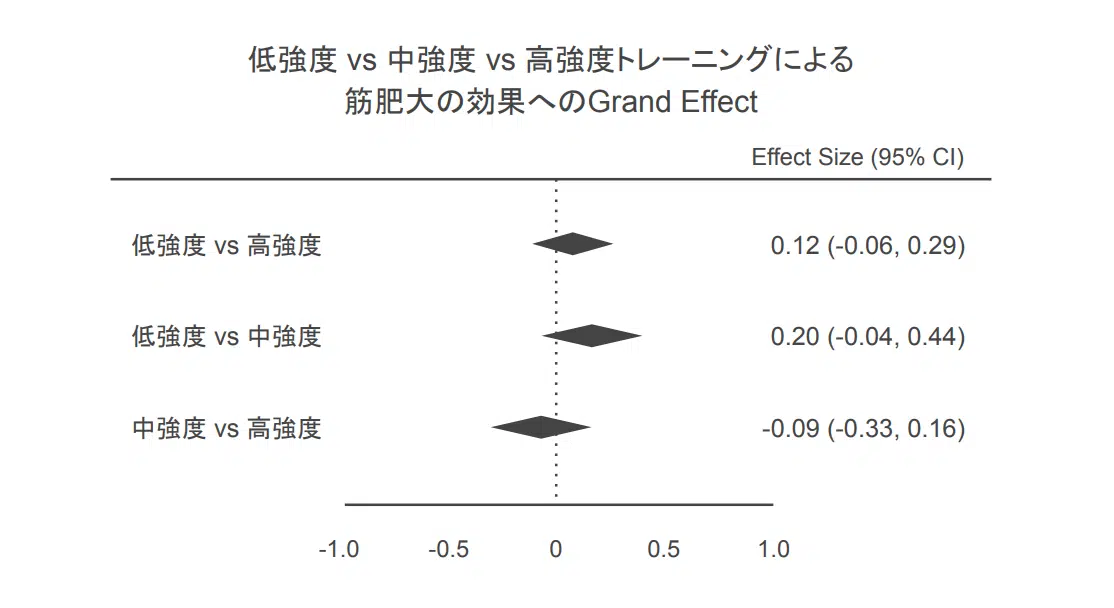 低強度 vs 中強度 vs 高強度トレーニングによる
筋肥大の効果へのGrand Effect
Effect Size (95% CI)
低強度 vs 高強度 0.12 (-0.06, 0.29)
低強度 vs 中強度 0.20 (-0.04, 0.44)
中強度 vs 高強度 -0.09 (-0.33, 0.16)
-1.0 -0.5 0 0.5 1.0